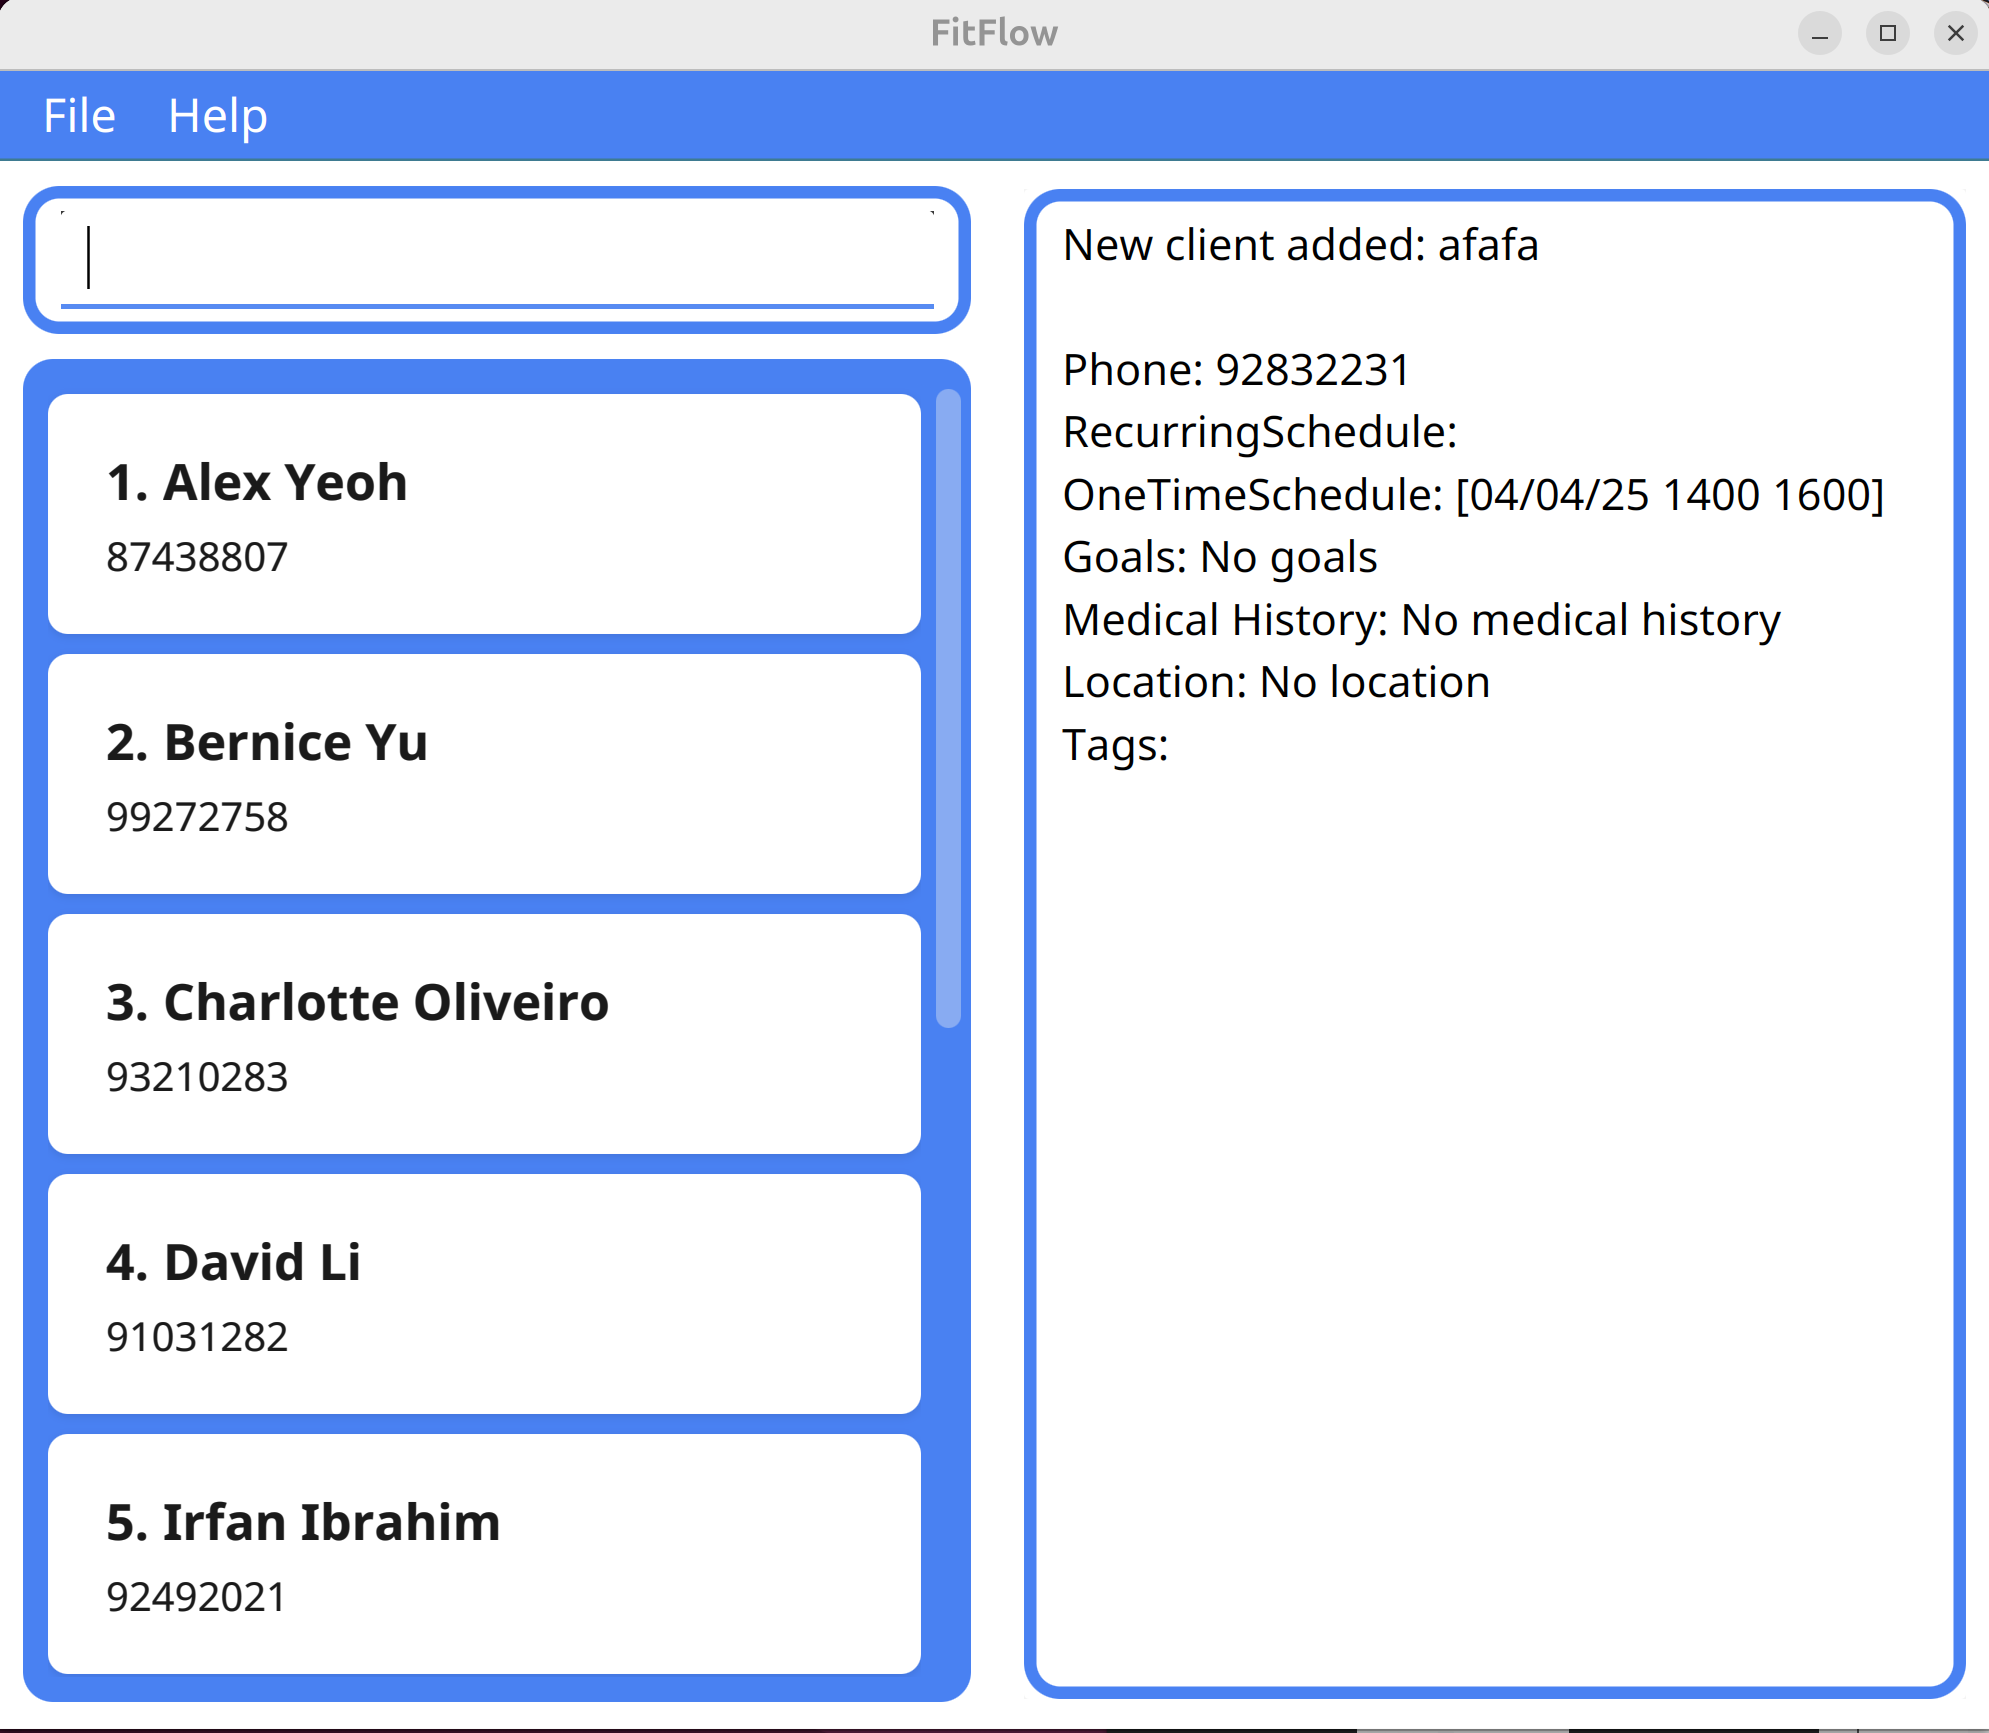 FitFlow
File Help
1. Alex Yeoh
87438807
2. Bernice Yu
99272758
3. Charlotte Oliveiro
93210283
4. David Li
91031282
5. Irfan Ibrahim
92492021
New client added: afafa
Phone: 92832231
RecurringSchedule:
OneTimeSchedule: [04/04/25 1400 1600]
Goals: No goals
Medical History: No medical history
Location: No location
Tags: